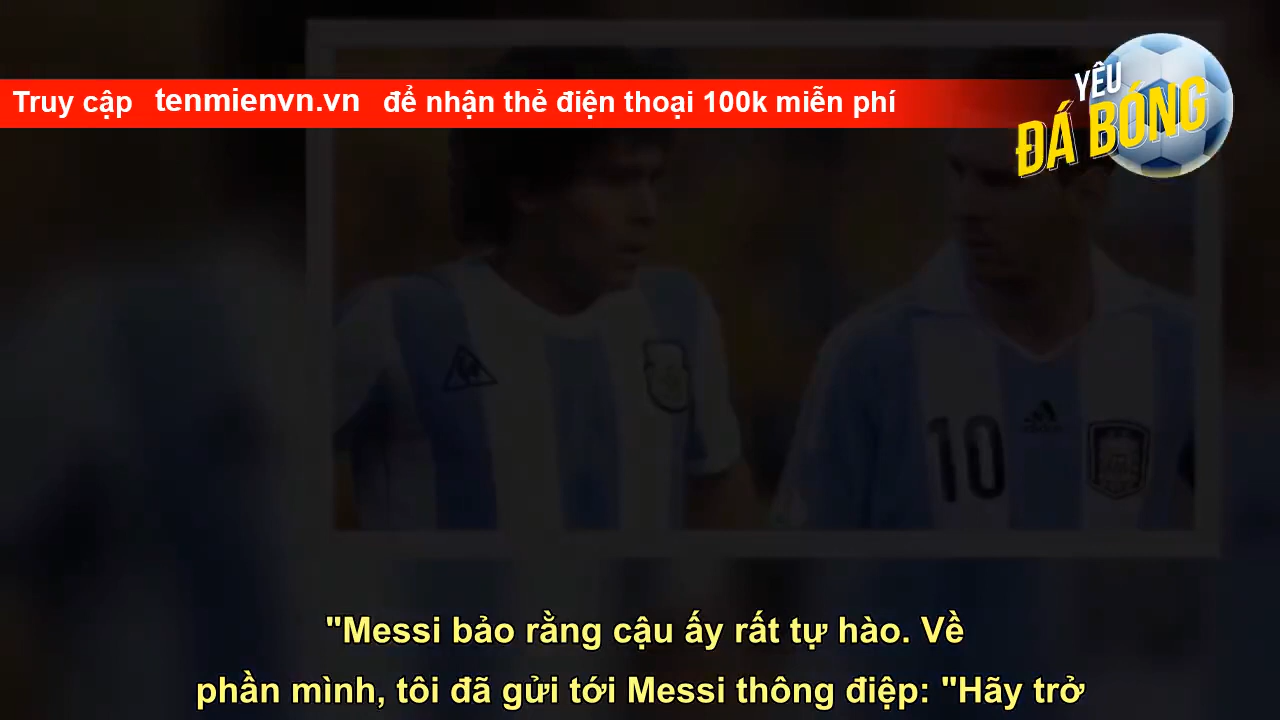 Truy cập tenmienvn.vn để nhận thẻ điện thoại 100k miễn phí
YÊU
ĐÁ BÓNG
10
"Messi bảo rằng cậu ấy rất tự hào. Về
phần mình, tôi đã gửi tới Messi thông điệp: "Hãy trở